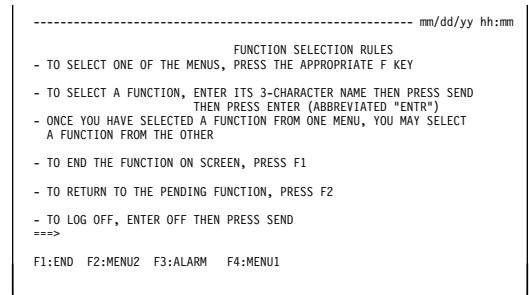 ------------------------------------------------------ mm/dd/yy hh:mm
FUNCTION SELECTION RULES
- TO SELECT ONE OF THE MENUS, PRESS THE APPROPRIATE F KEY
- TO SELECT A FUNCTION, ENTER ITS 3-CHARACTER NAME THEN PRESS SEND
THEN PRESS ENTER (ABBREVIATED "ENTR")
- ONCE YOU HAVE SELECTED A FUNCTION FROM ONE MENU, YOU MAY SELECT
A FUNCTION FROM THE OTHER
- TO END THE FUNCTION ON SCREEN, PRESS F1
- TO RETURN TO THE PENDING FUNCTION, PRESS F2
- TO LOG OFF, ENTER OFF THEN PRESS SEND
===>
F1:END F2:MENU2 F3:ALARM F4:MENU1